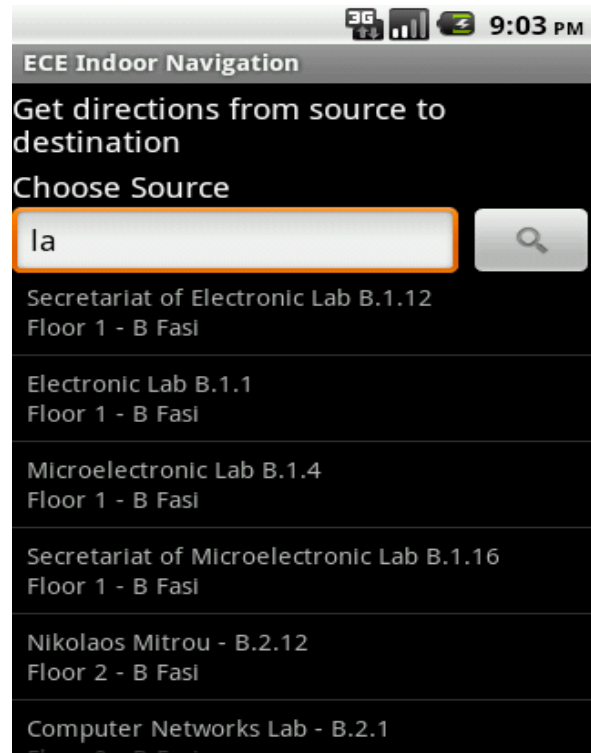 3G 9:03 PM
ECE Indoor Navigation
Get directions from source to
destination
Choose Source
la
Secretariat of Electronic Lab B.1.12
Floor 1 - B Fasi
Electronic Lab B.1.1
Floor 1 - B Fasi
Microelectronic Lab B.1.4
Floor 1 - B Fasi
Secretariat of Microelectronic Lab B.1.16
Floor 1 - B Fasi
Nikolaos Mitrou - B.2.12
Floor 2 - B Fasi
Computer Networks Lab - B.2.1